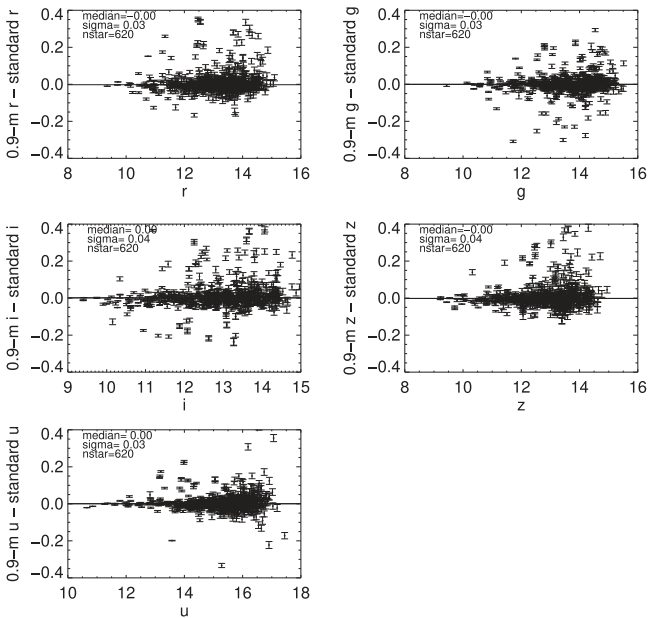 median=−0.00
sigma= 0.03
nstar=620
0.4
0.2
0.0
−0.2
−0.4
0.9−m r − standard r
8 10 12 14 16
r
median=−0.00
sigma= 0.03
nstar=620
0.4
0.2
0.0
−0.2
−0.4
0.9−m g − standard g
8 10 12 14 16
g
median= 0.00
sigma= 0.04
nstar=620
0.4
0.2
0.0
−0.2
−0.4
0.9−m i − standard i
9 10 11 12 13 14 15
i
median=−0.00
sigma= 0.04
nstar=620
0.4
0.2
0.0
−0.2
−0.4
0.9−m z − standard z
8 10 12 14 16
z
median= 0.00
sigma= 0.03
nstar=620
0.4
0.2
0.0
−0.2
−0.4
0.9−m u − standard u
10 12 14 16 18
u